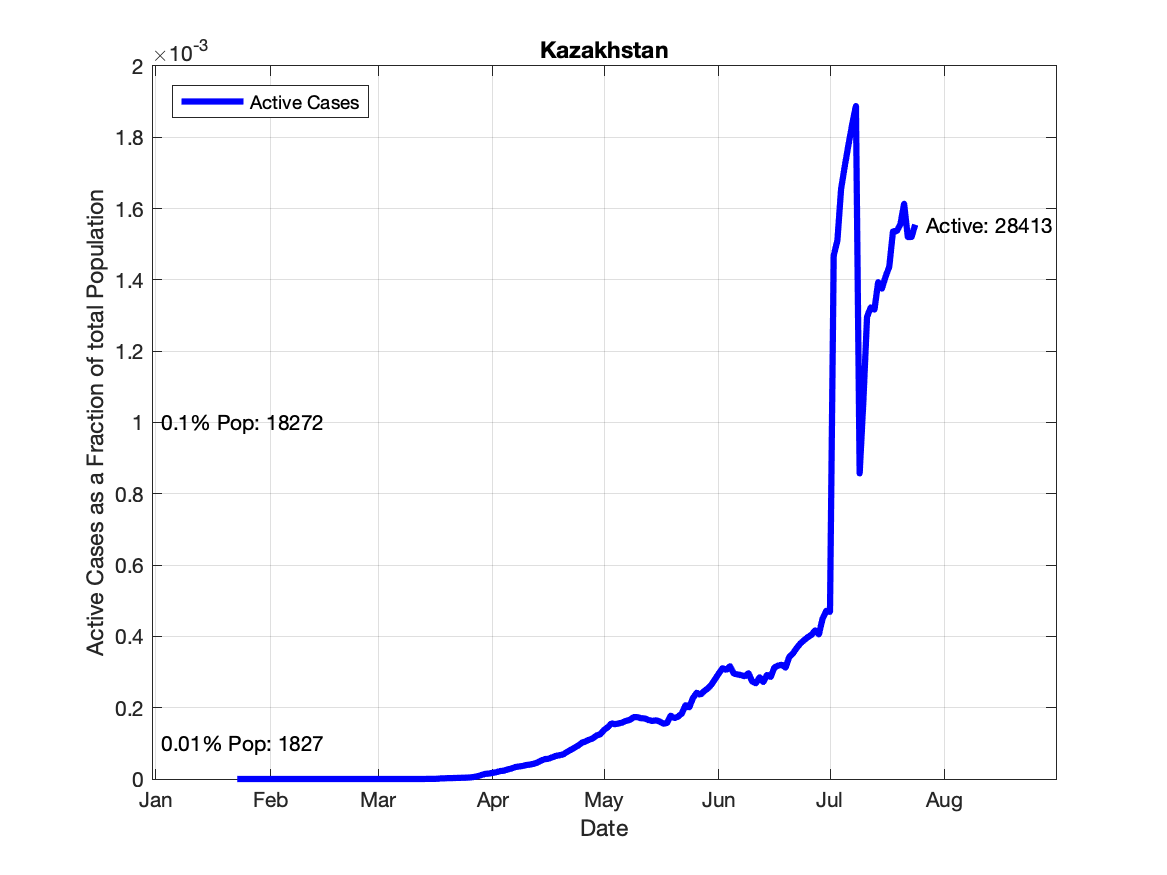 Kazakhstan
×10^-3
2
1.8
1.6
1.4
1.2
1
0.8
0.6
0.4
0.2
0
Active Cases as a Fraction of total Population
Active Cases
Active: 28413
0.1% Pop: 18272
0.01% Pop: 1827
Jan Feb Mar Apr May Jun Jul Aug
Date